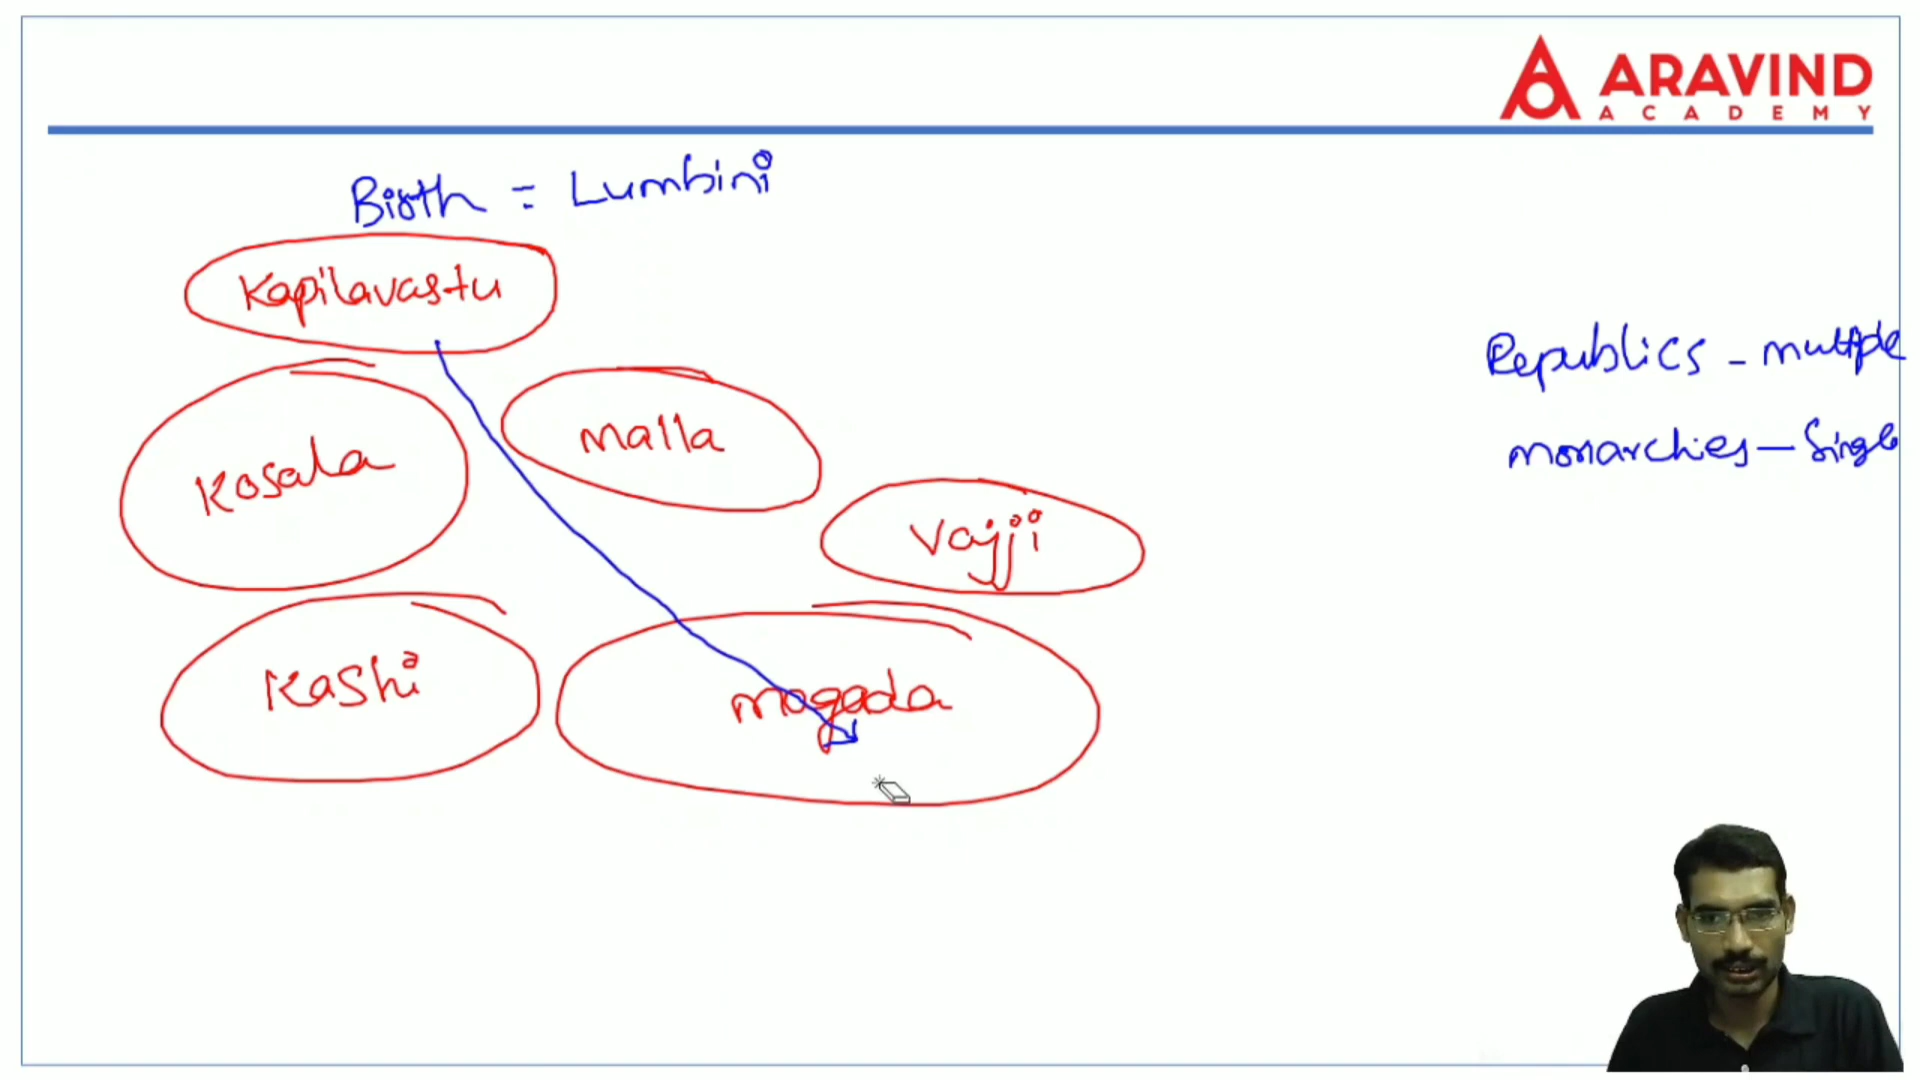 ARAVIND
ACADEMY
Birth = Lumbini
Kapilavastu
Republics - multiple
Malla
monarchies - Single
Kosala
Vajji
Kashi
magada